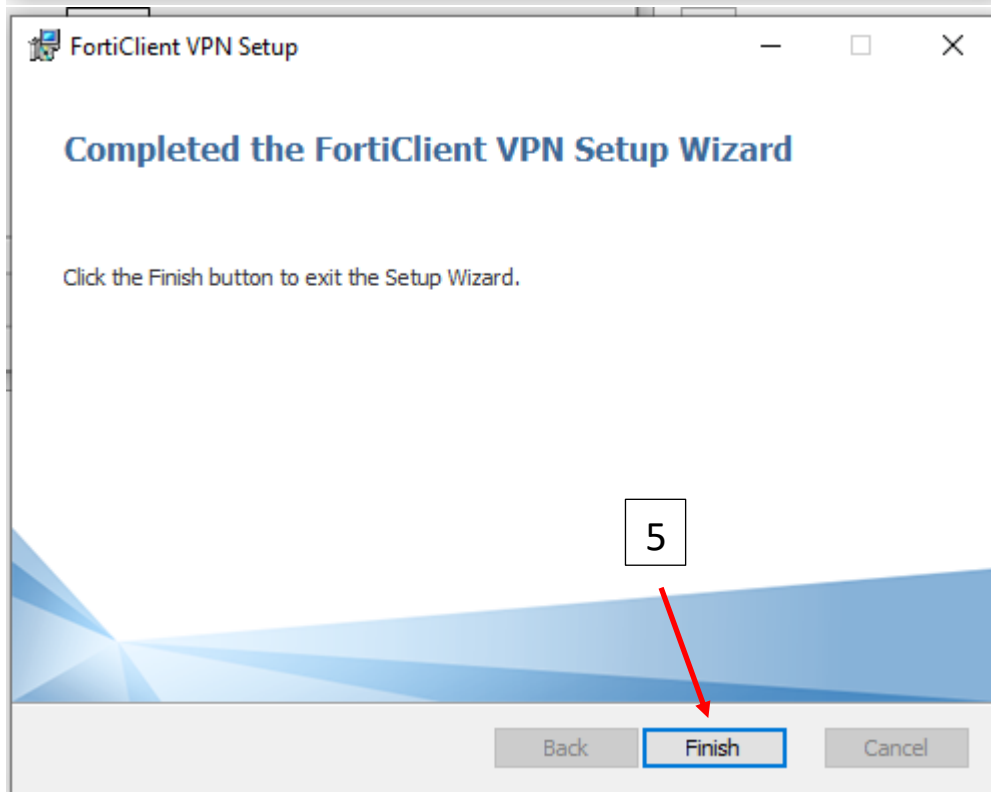 FortiClient VPN Setup
Completed the FortiClient VPN Setup Wizard
Click the Finish button to exit the Setup Wizard.
5
Back Finish Cancel